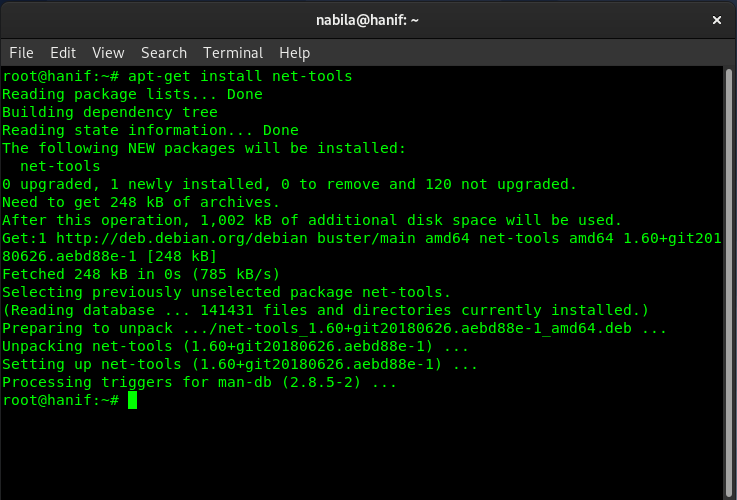 nabila@hanif: ~
×
File Edit View Search Terminal Help
root@hanif:~# apt-get install net-tools
Reading package lists... Done
Building dependency tree
Reading state information... Done
The following NEW packages will be installed:
  net-tools
0 upgraded, 1 newly installed, 0 to remove and 120 not upgraded.
Need to get 248 kB of archives.
After this operation, 1,002 kB of additional disk space will be used.
Get:1 http://deb.debian.org/debian buster/main amd64 net-tools amd64 1.60+git201
80626.aebd88e-1 [248 kB]
Fetched 248 kB in 0s (785 kB/s)
Selecting previously unselected package net-tools.
(Reading database ... 141431 files and directories currently installed.)
Preparing to unpack .../net-tools_1.60+git20180626.aebd88e-1_amd64.deb ...
Unpacking net-tools (1.60+git20180626.aebd88e-1) ...
Setting up net-tools (1.60+git20180626.aebd88e-1) ...
Processing triggers for man-db (2.8.5-2) ...
root@hanif:~#